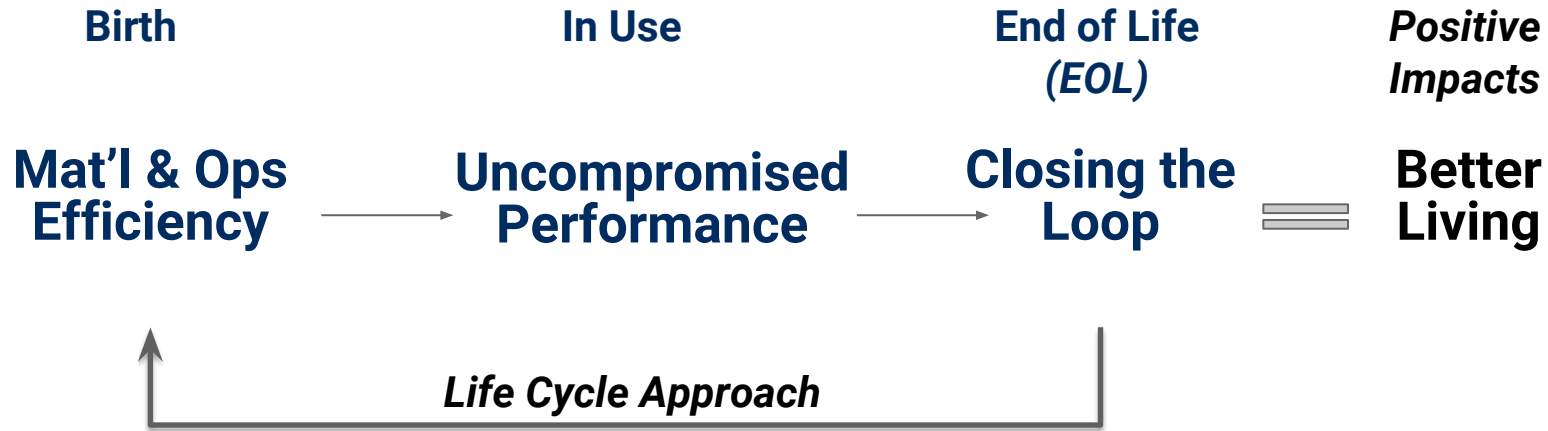 Birth
In Use
End of Life
(EOL)
Positive
Impacts
Mat'l & Ops
Efficiency
Uncompromised
Performance
Closing the
Loop
Better
Living
Life Cycle Approach